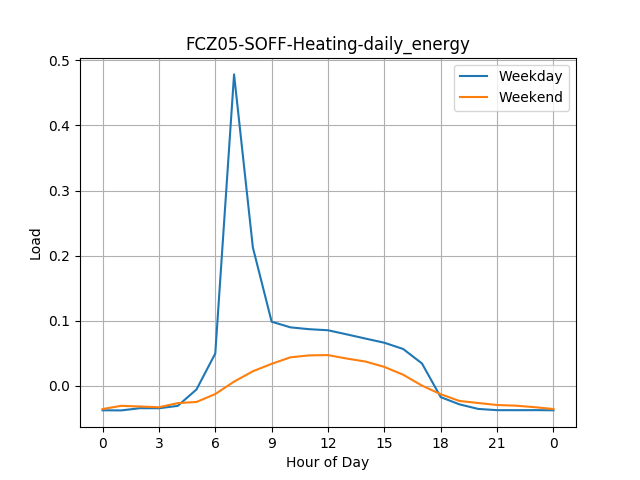 FCZ05-SOFF-Heating-daily_energy
Weekday
Weekend
0.5
0.4
0.3
0.2
0.1
0.0
Load
0 3 6 9 12 15 18 21 0
Hour of Day